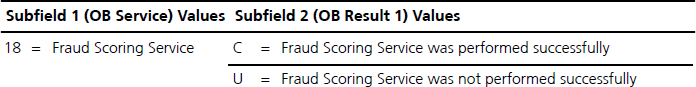 Subfield 1 (OB Service) Values Subfield 2 (OB Result 1) Values
18 = Fraud Scoring Service C = Fraud Scoring Service was performed successfully
U = Fraud Scoring Service was not performed successfully